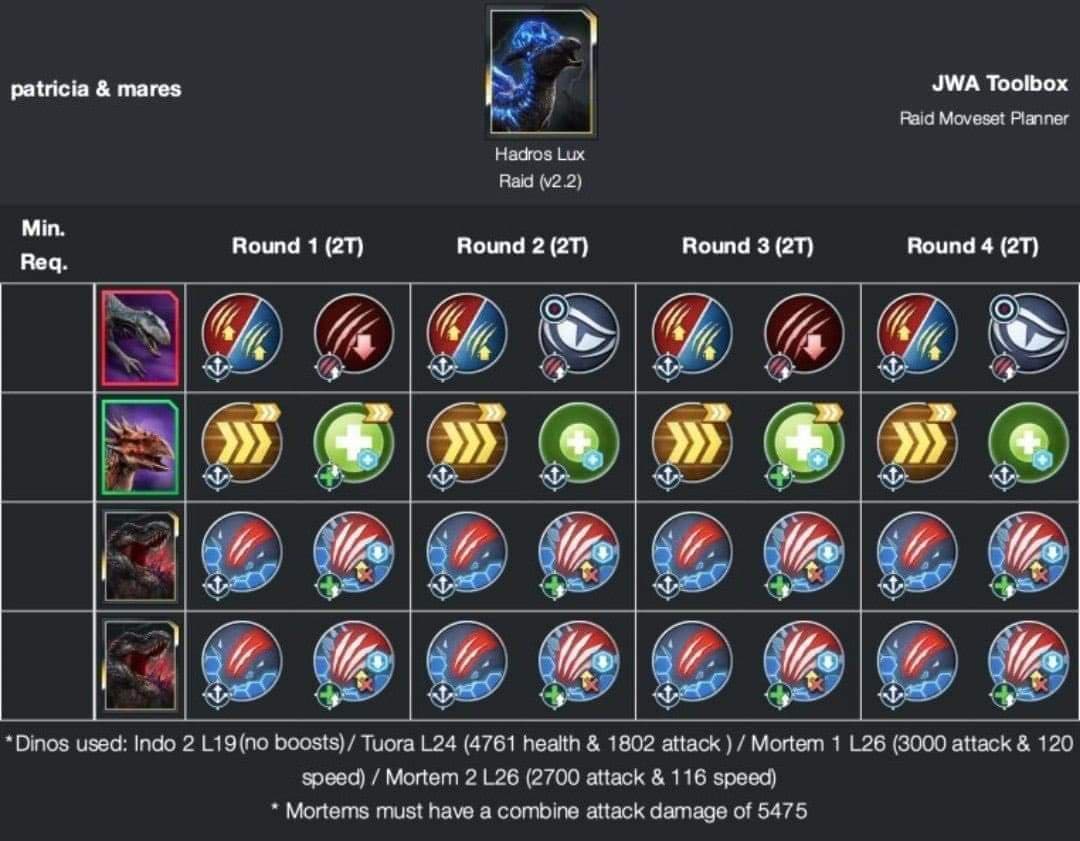 patricia & mares
JWA Toolbox
Raid Moveset Planner
Hadros Lux
Raid (v2.2)
Min.
Req.
Round 1 (2T)
Round 2 (2T)
Round 3 (2T)
Round 4 (2T)
*Dinos used: Indo 2 L19(no boosts)/ Tuora L24 (4761 health & 1802 attack ) / Mortem 1 L26 (3000 attack & 120
speed) / Mortem 2 L26 (2700 attack & 116 speed)
* Mortems must have a combine attack damage of 5475